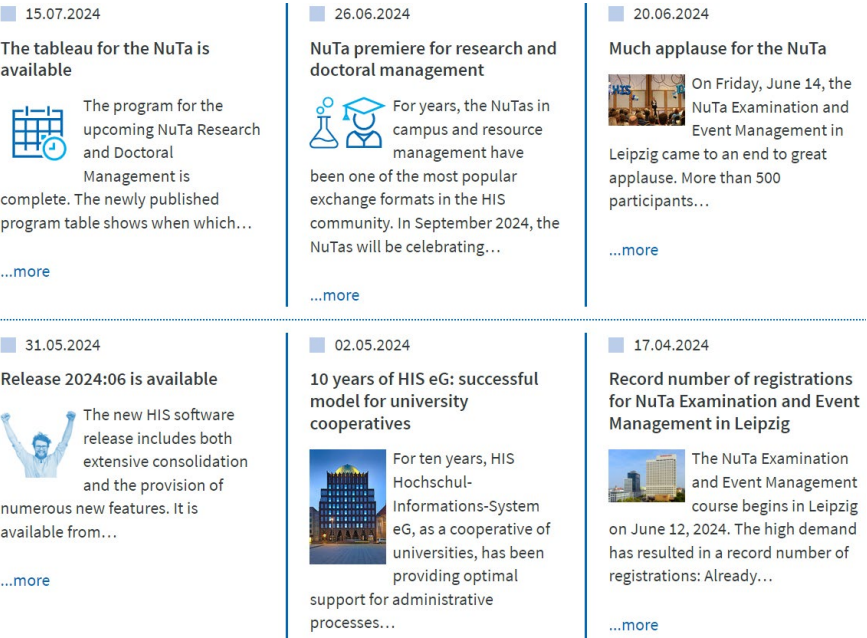 15.07.2024
The tableau for the NuTa is
available
The program for the
upcoming NuTa Research
and Doctoral
Management is
complete. The newly published
program table shows when which…
...more
26.06.2024
NuTa premiere for research and
doctoral management
For years, the NuTas in
campus and resource
management have
been one of the most popular
exchange formats in the HIS
community. In September 2024, the
NuTas will be celebrating…
...more
20.06.2024
Much applause for the NuTa
HIS
On Friday, June 14, the
NuTa Examination and
Event Management in
Leipzig came to an end to great
applause. More than 500
participants…
...more
31.05.2024
Release 2024:06 is available
The new HIS software
release includes both
extensive consolidation
and the provision of
numerous new features. It is
available from…
...more
02.05.2024
10 years of HIS eG: successful
model for university
cooperatives
For ten years, HIS
Hochschul-
Informations-System
eG, as a cooperative of
universities, has been
providing optimal
support for administrative
processes…
17.04.2024
Record number of registrations
for NuTa Examination and Event
Management in Leipzig
The NuTa Examination
and Event Management
course begins in Leipzig
on June 12, 2024. The high demand
has resulted in a record number of
registrations: Already…
...more